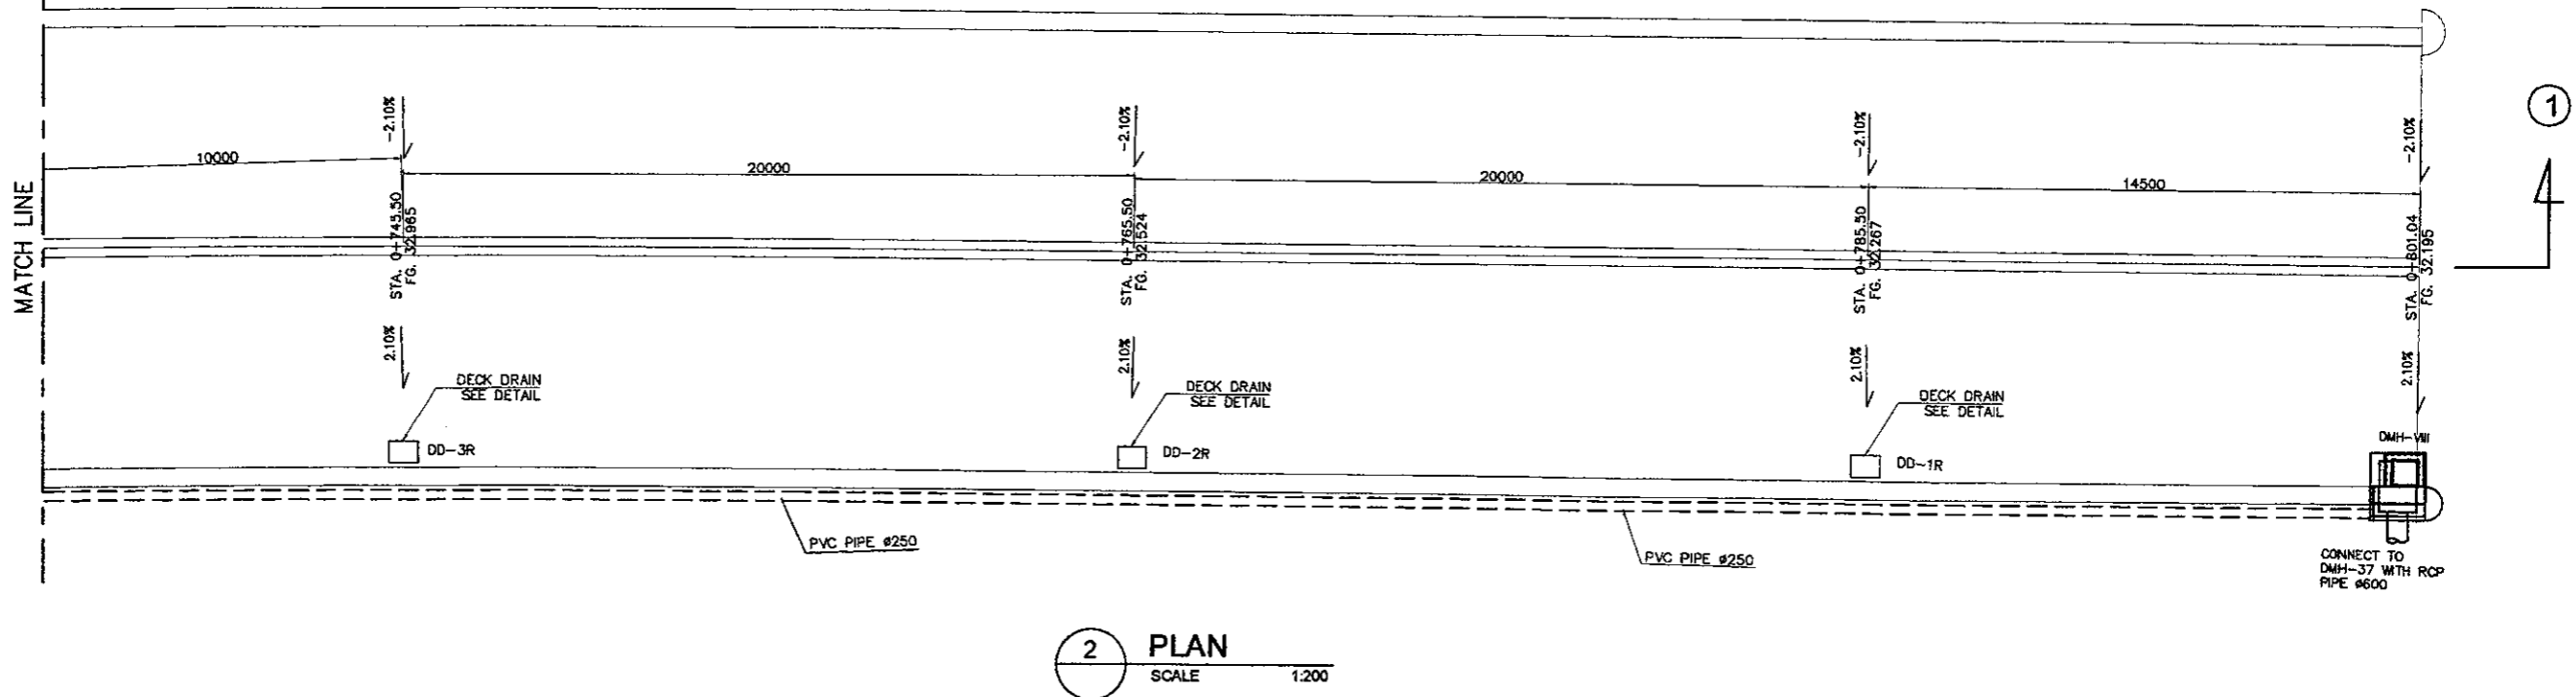 -2.10%
-2.10%
-2.10%
-2.10%
1
10000
20000
20000
14500
MATCH LINE
STA. 0+745.50
FG. 32.965
STA. 0+765.50
FG. 32.524
STA. 0+785.50
FG. 32.267
STA. 0+801.04
FG. 32.195
2.10%
2.10%
2.10%
2.10%
DECK DRAIN
SEE DETAIL
DD-3R
DECK DRAIN
SEE DETAIL
DD-2R
DECK DRAIN
SEE DETAIL
DD-1R
DMH-VIII
PVC PIPE ø250
PVC PIPE ø250
CONNECT TO
DMH-37 WITH RCP
PIPE ø600
2 PLAN
SCALE 1:200